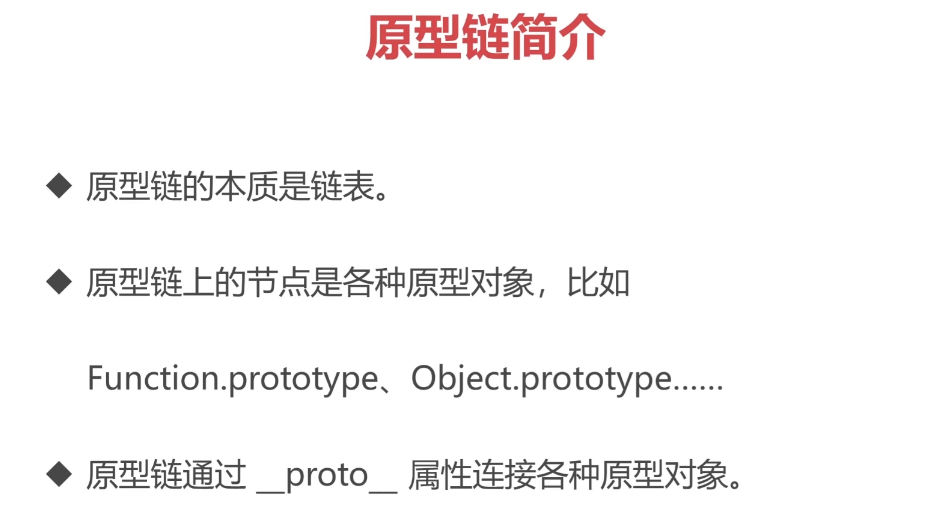 原型链简介
◆ 原型链的本质是链表。
◆ 原型链上的节点是各种原型对象，比如
Function.prototype、Object.prototype……
◆ 原型链通过 __proto__ 属性连接各种原型对象。